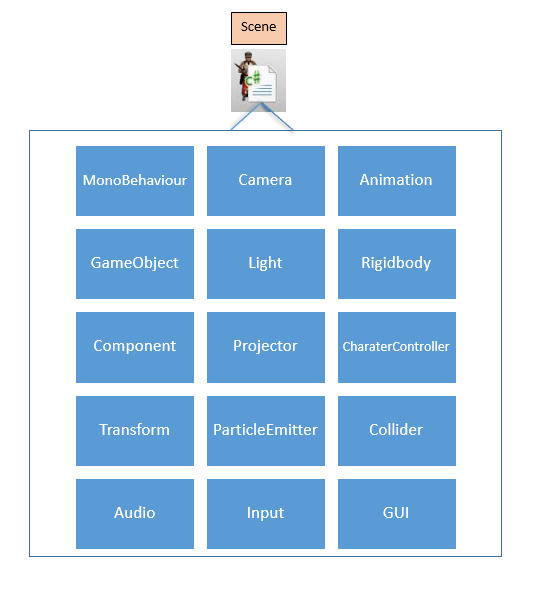 Scene
C#
MonoBehaviour
Camera
Animation
GameObject
Light
Rigidbody
Component
Projector
CharaterController
Transform
ParticleEmitter
Collider
Audio
Input
GUI